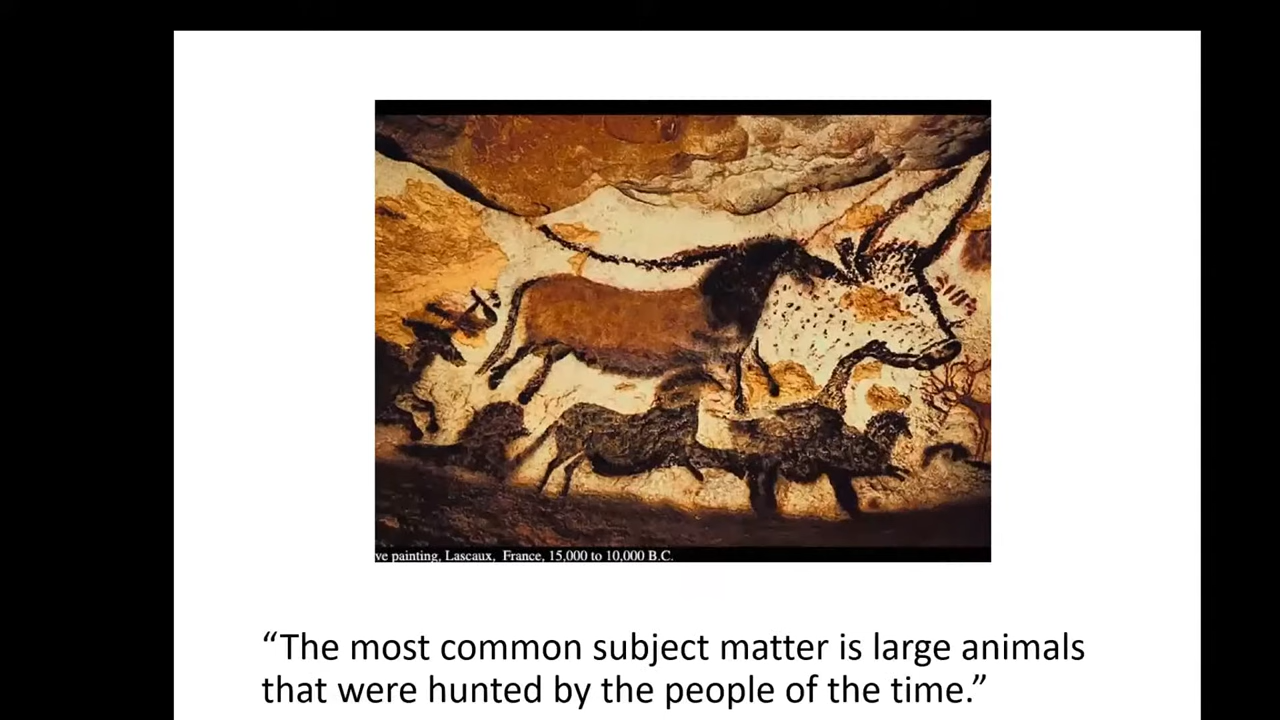 ve painting, Lascaux, France, 15,000 to 10,000 B.C.
“The most common subject matter is large animals
that were hunted by the people of the time.”